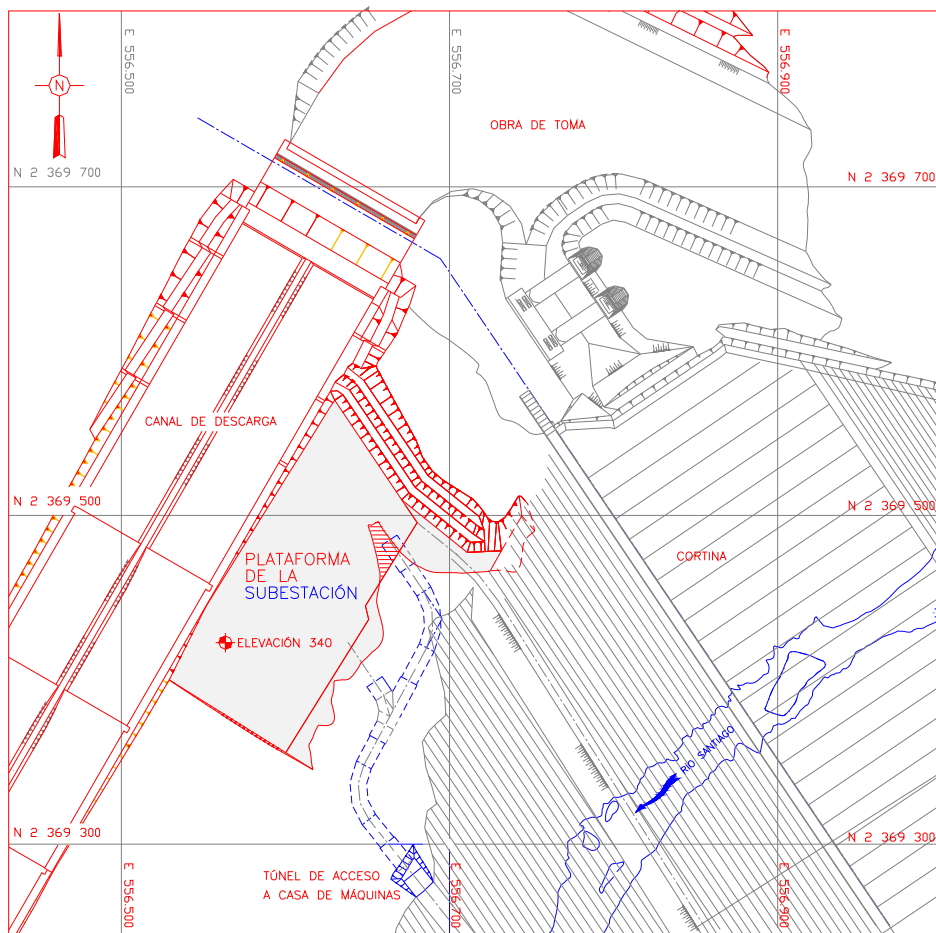 E 556.500
E 556.700
E 556.900
N
OBRA DE TOMA
N 2 369 700
N 2 369 700
CANAL DE DESCARGA
N 2 369 500
N 2 369 500
CORTINA
PLATAFORMA
DE LA
SUBESTACIÓN
ELEVACIÓN 340
RÍO SANTIAGO
N 2 369 300
N 2 369 300
TÚNEL DE ACCESO
A CASA DE MÁQUINAS
E 556.500
E 556.700
E 556.900